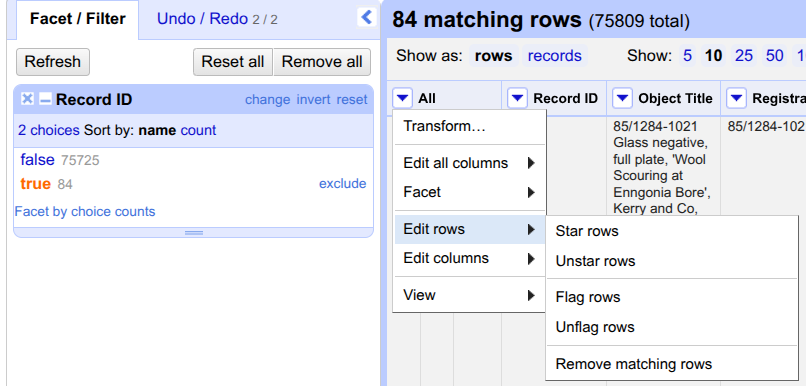 Facet / Filter
Undo / Redo 2 / 2
Refresh
Reset all
Remove all
Record ID
change invert reset
2 choices Sort by: name count
false 75725
true 84
exclude
Facet by choice counts
84 matching rows (75809 total)
Show as: rows records
Show: 5 10 25 50
All
Record ID
Object Title
Registra
Transform…
Edit all columns
Facet
Edit rows
Edit columns
View
85/1284-1021
Glass negative,
full plate, 'Wool
Scouring at
Enngonia Bore',
Kerry and Co,
85/1284-102
Star rows
Unstar rows
Flag rows
Unflag rows
Remove matching rows